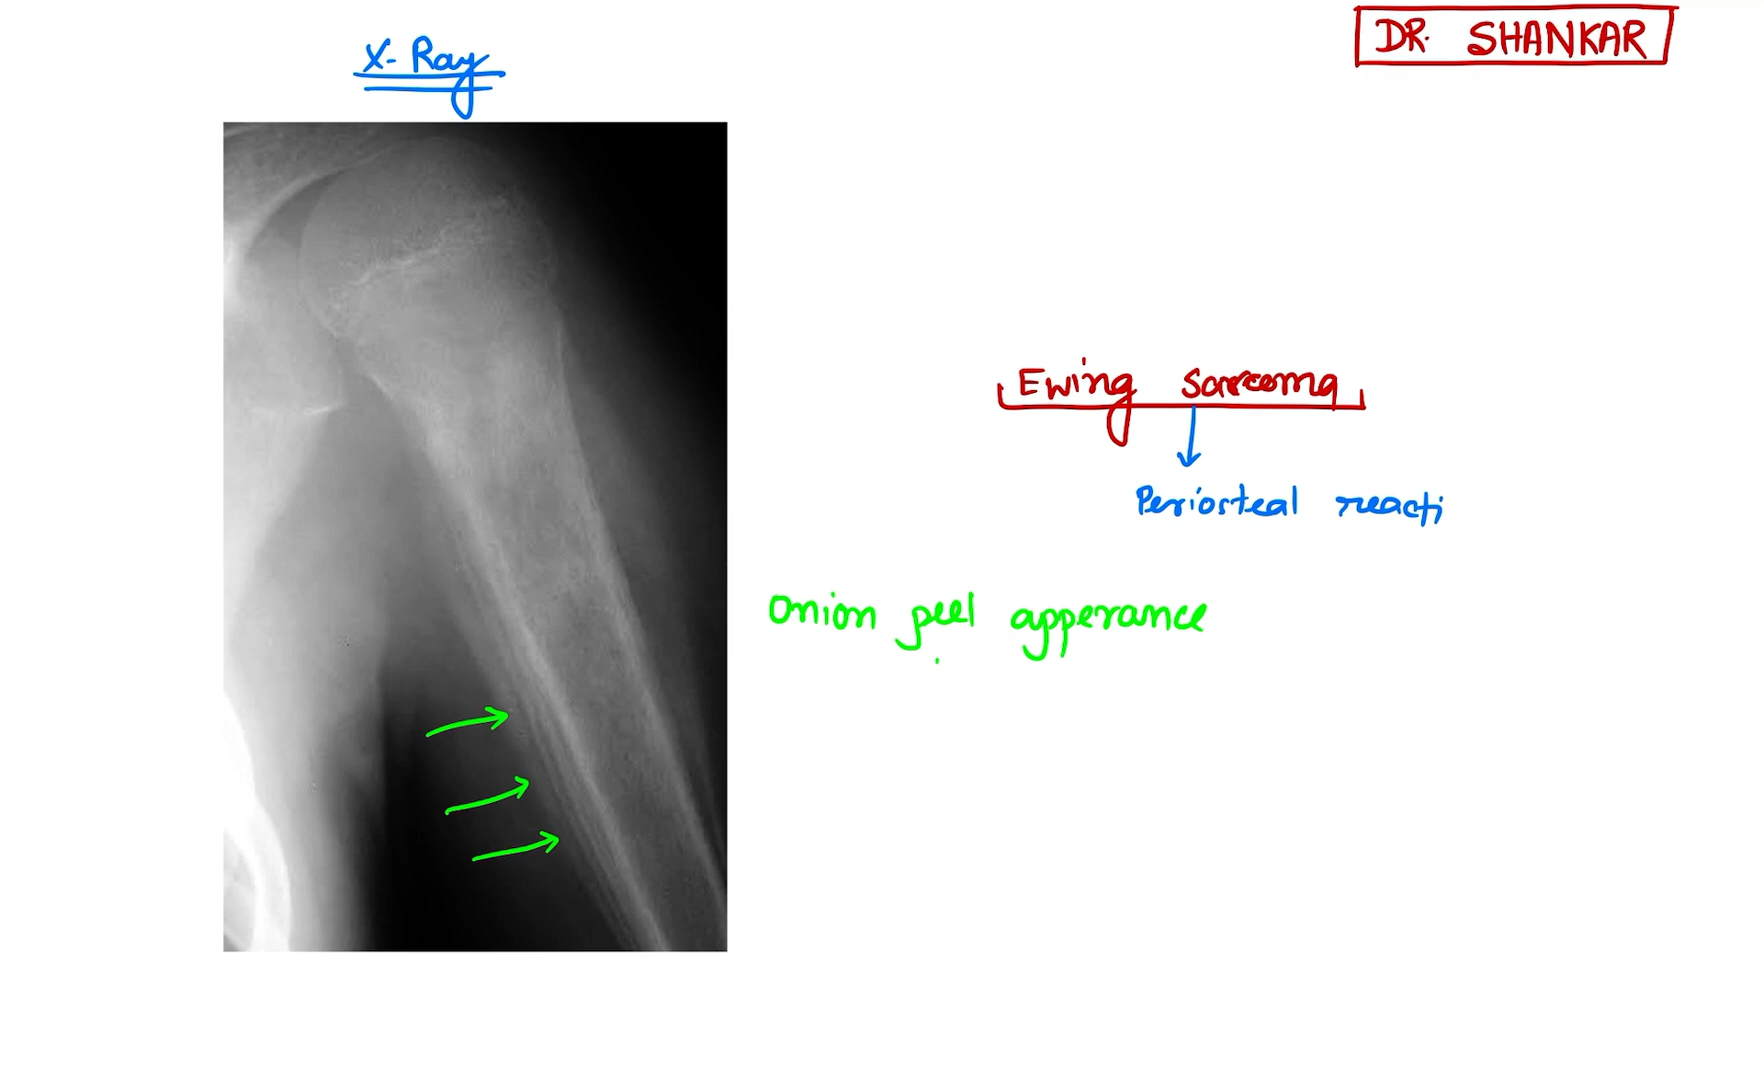 X-Ray
DR. SHANKAR
Ewing sarcoma
Periosteal reacti
Onion peel apperance